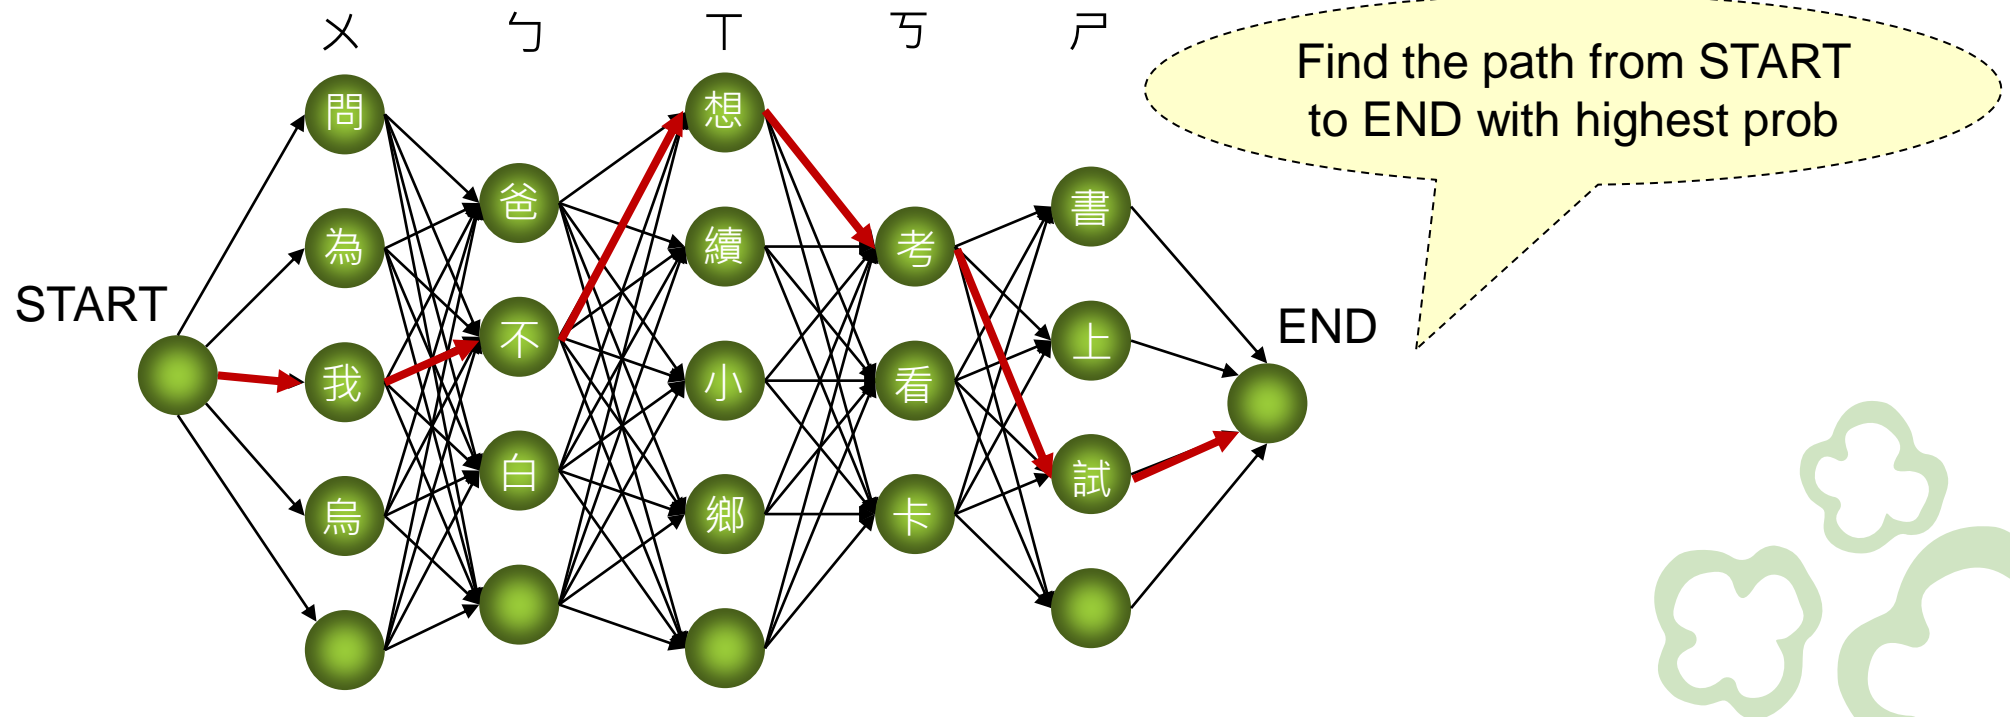 ㄨ ㄅ ㄒ ㄎ ㄕ
Find the path from START
to END with highest prob
START
END
問
為
我
烏
爸
不
白
想
續
小
鄉
考
看
卡
書
上
試